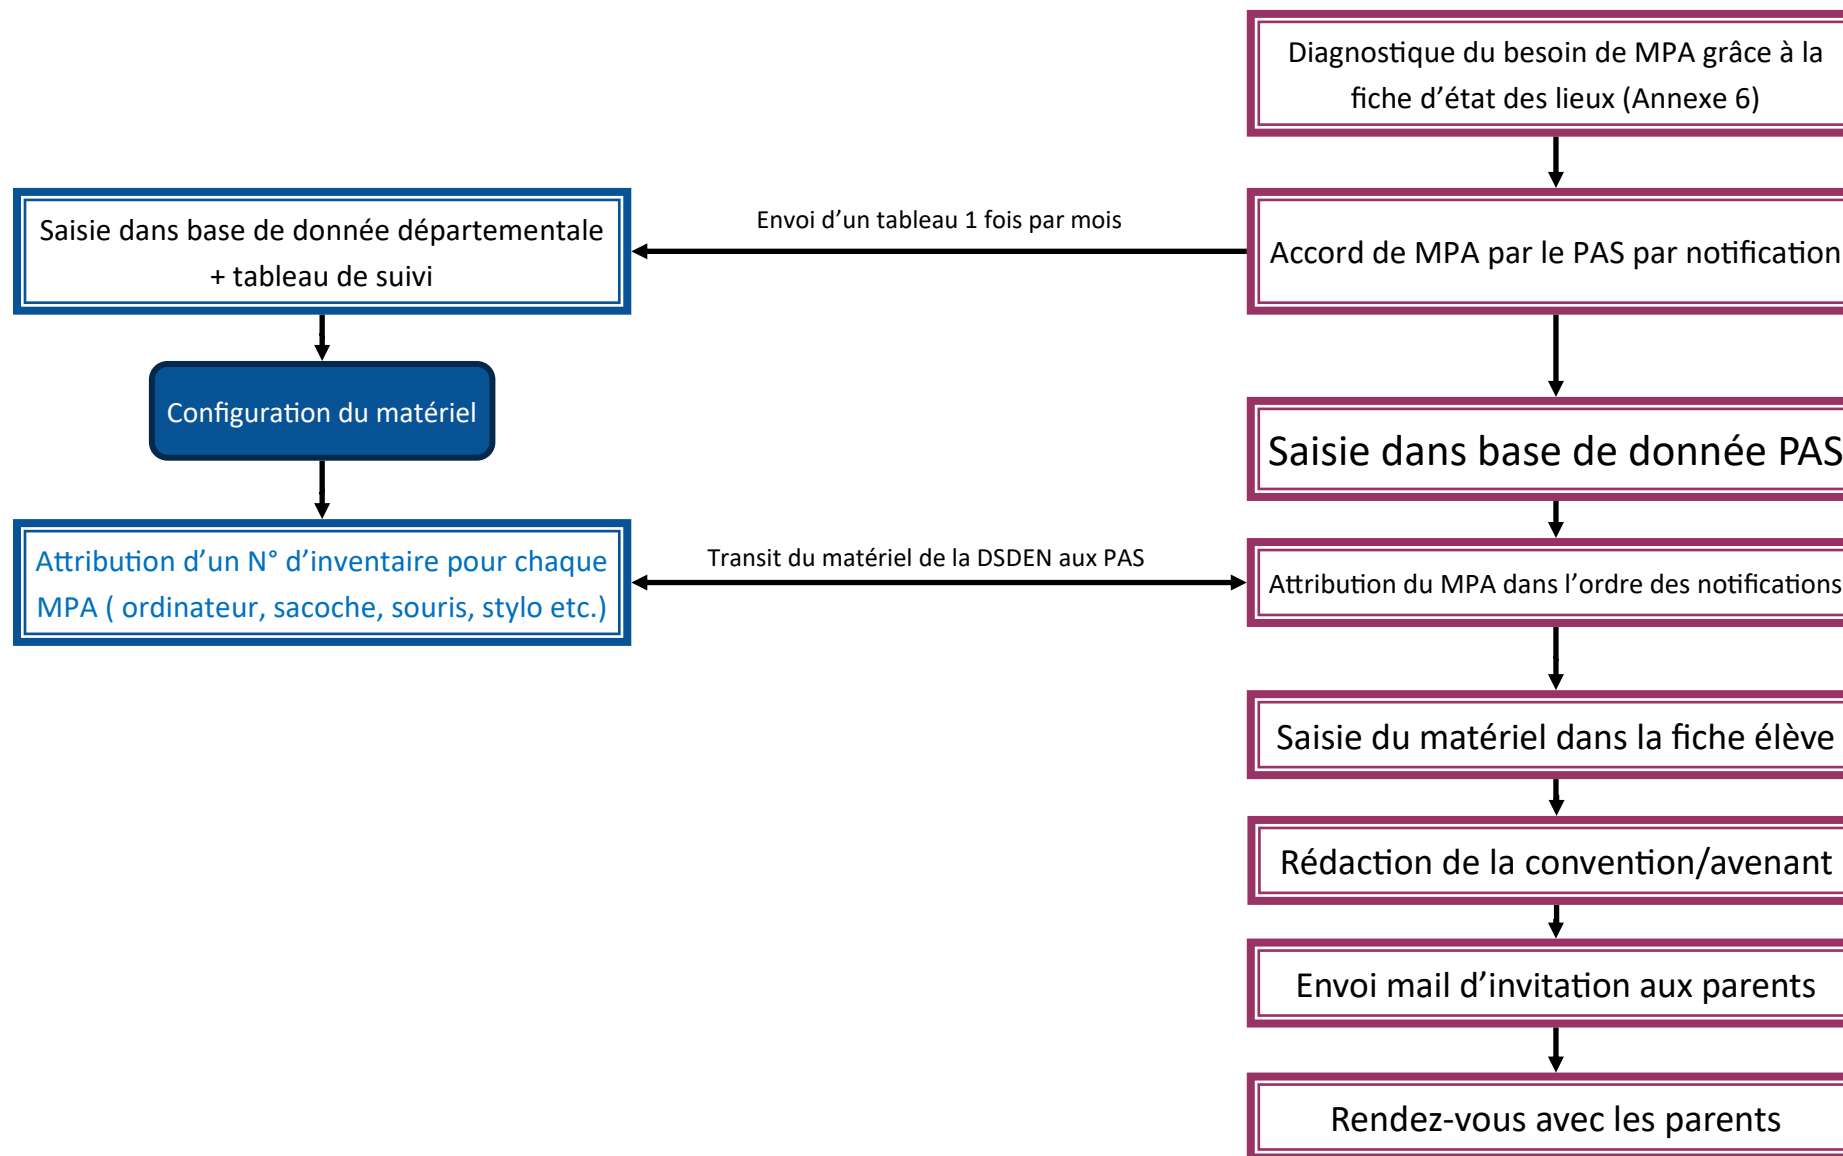 Diagnostique du besoin de MPA grâce à la
fiche d’état des lieux (Annexe 6)
Saisie dans base de donnée départementale
+ tableau de suivi
Envoi d’un tableau 1 fois par mois
Accord de MPA par le PAS par notification
Configuration du matériel
Saisie dans base de donnée PAS
Attribution d’un N° d’inventaire pour chaque
MPA ( ordinateur, sacoche, souris, stylo etc.)
Transit du matériel de la DSDEN aux PAS
Attribution du MPA dans l’ordre des notifications
Saisie du matériel dans la fiche élève
Rédaction de la convention/avenant
Envoi mail d’invitation aux parents
Rendez-vous avec les parents